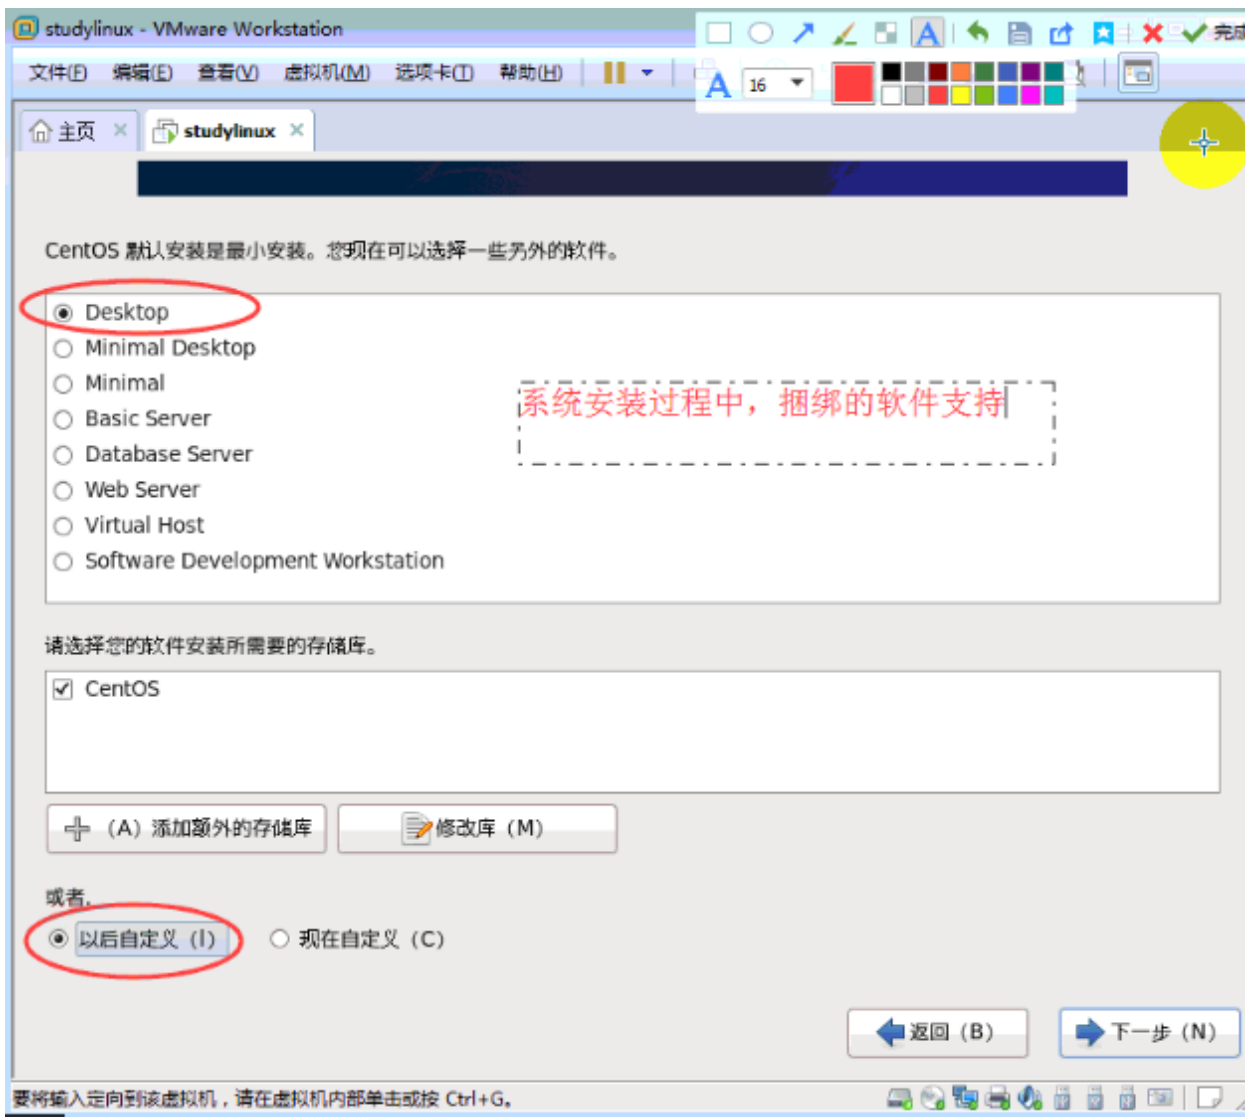 studylinux - VMware Workstation
完成
文件(F) 编辑(E) 查看(V) 虚拟机(M) 选项卡(T) 帮助(H)
A 16
主页 studylinux
CentOS 默认安装是最小安装。您现在可以选择一些另外的软件。
Desktop
Minimal Desktop
Minimal
系统安装过程中，捆绑的软件支持
Basic Server
Database Server
Web Server
Virtual Host
Software Development Workstation
请选择您的软件安装所需要的存储库。
CentOS
（A）添加额外的存储库 修改库（M）
或者,
以后自定义（l） 现在自定义（C）
返回（B） 下一步（N）
要将输入定向到该虚拟机，请在虚拟机内部单击或按 Ctrl+G。